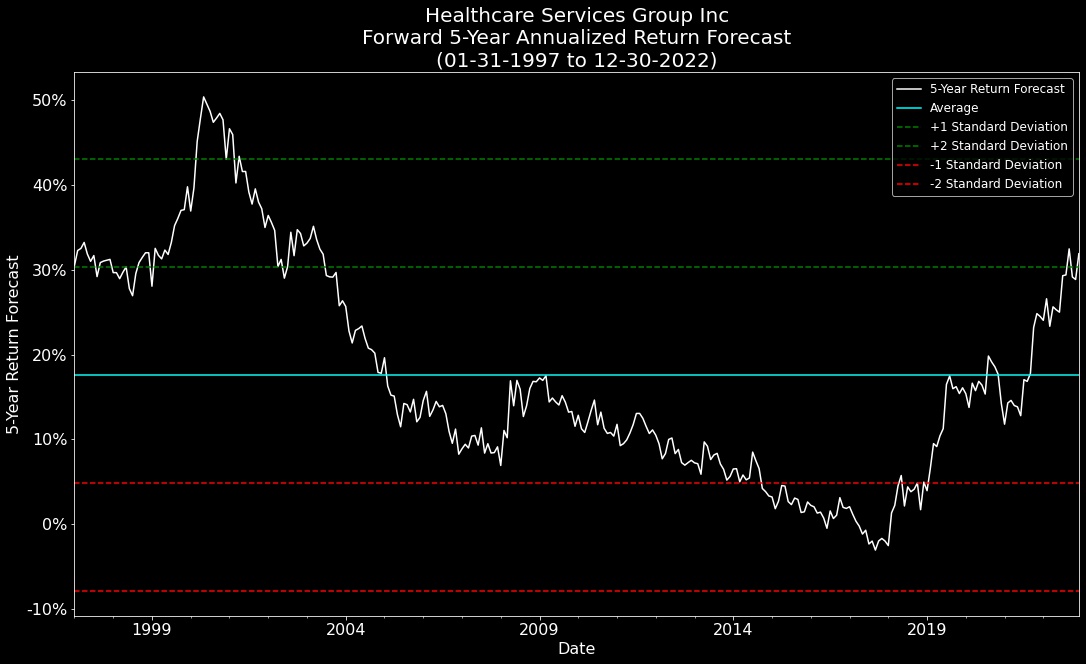 Healthcare Services Group Inc
Forward 5-Year Annualized Return Forecast
(01-31-1997 to 12-30-2022)
5-Year Return Forecast
Average
+1 Standard Deviation
+2 Standard Deviation
-1 Standard Deviation
-2 Standard Deviation
50%
40%
30%
20%
10%
0%
-10%
5-Year Return Forecast
1999
2004
2009
2014
2019
Date